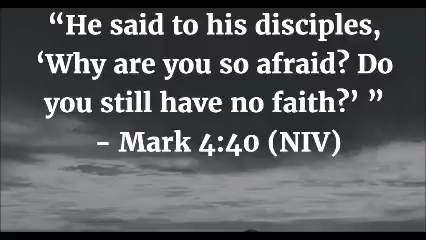 “He said to his disciples,
‘Why are you so afraid? Do
you still have no faith?’ ”
- Mark 4:40 (NIV)